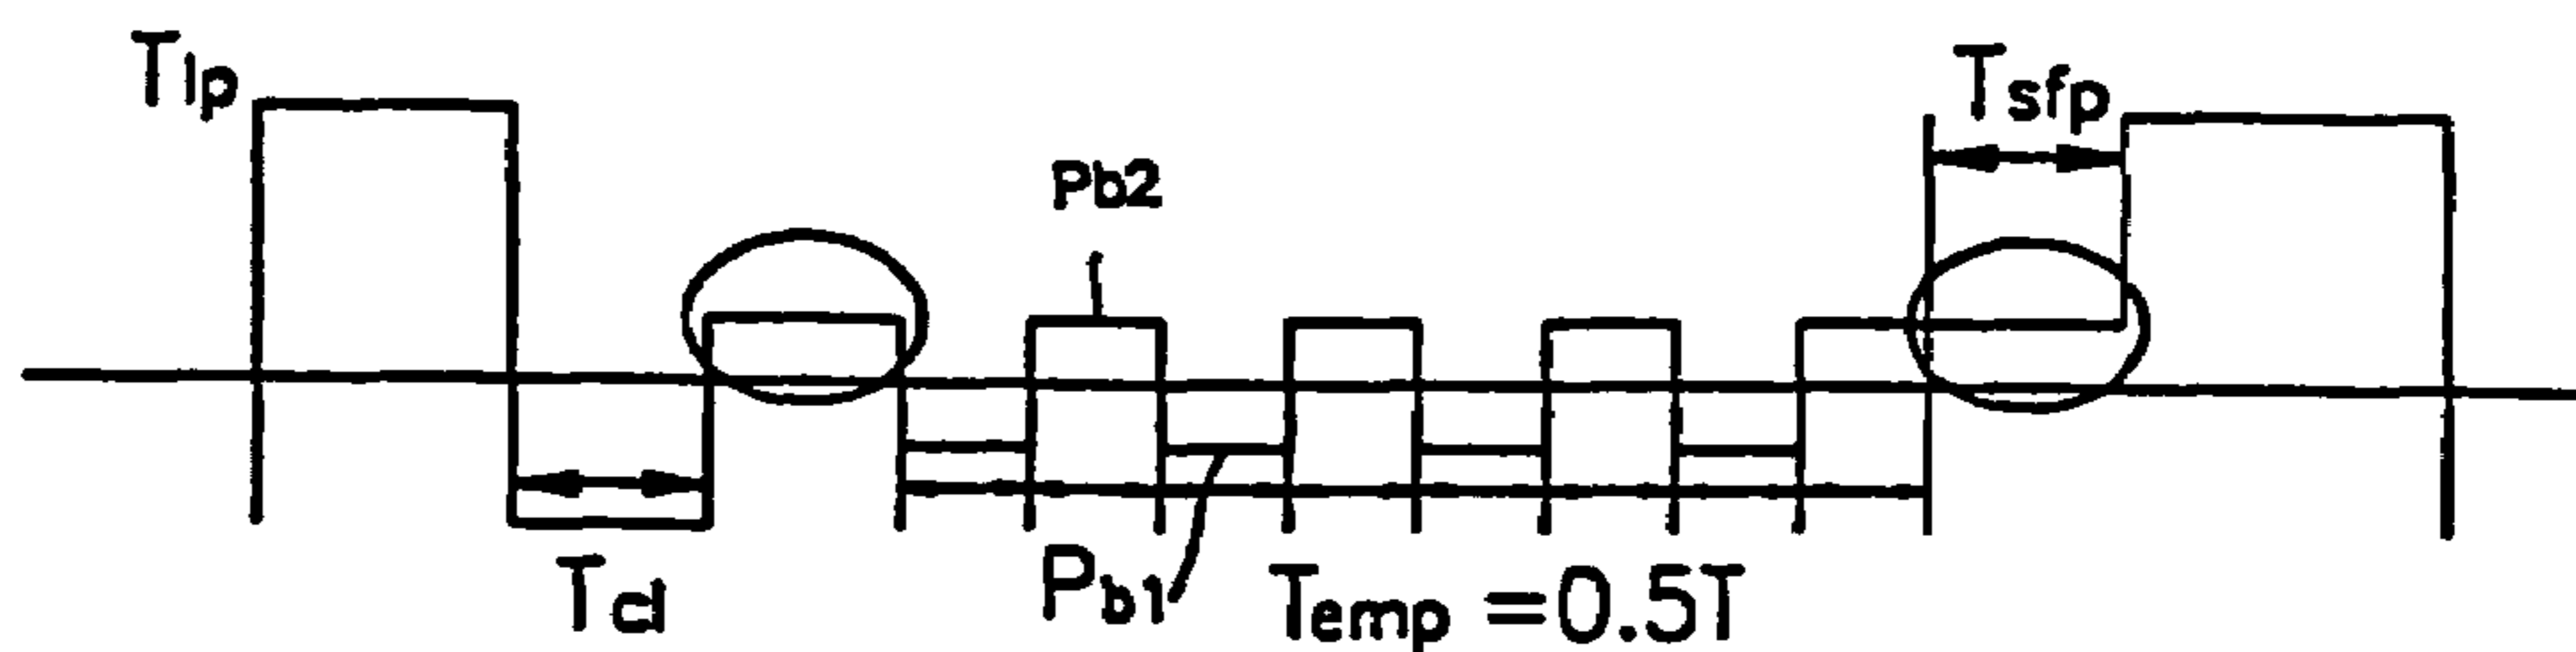 Tlp
Tsfp
Pb2
Tcl
Pb1
Temp =0.5T